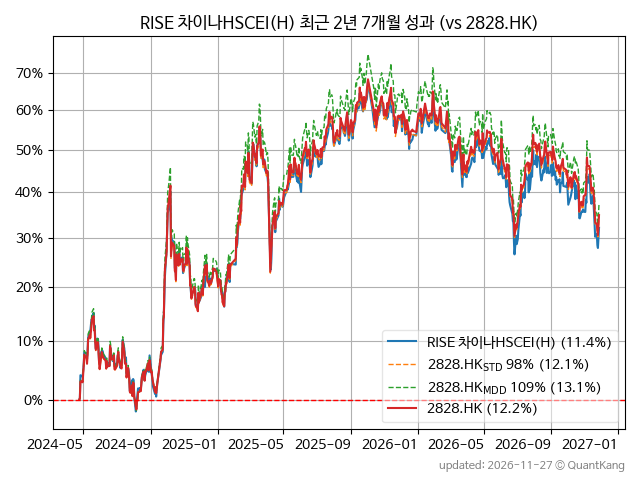 RISE 차이나HSCEI(H) 최근 2년 7개월 성과 (vs 2828.HK)
70%
60%
50%
40%
30%
20%
10%
0%
RISE 차이나HSCEI(H) (11.4%)
2828.HKSTD 98% (12.1%)
2828.HKMDD 109% (13.1%)
2828.HK (12.2%)
2024-05 2024-09 2025-01 2025-05 2025-09 2026-01 2026-05 2026-09 2027-01
updated: 2026-11-27 © QuantKang